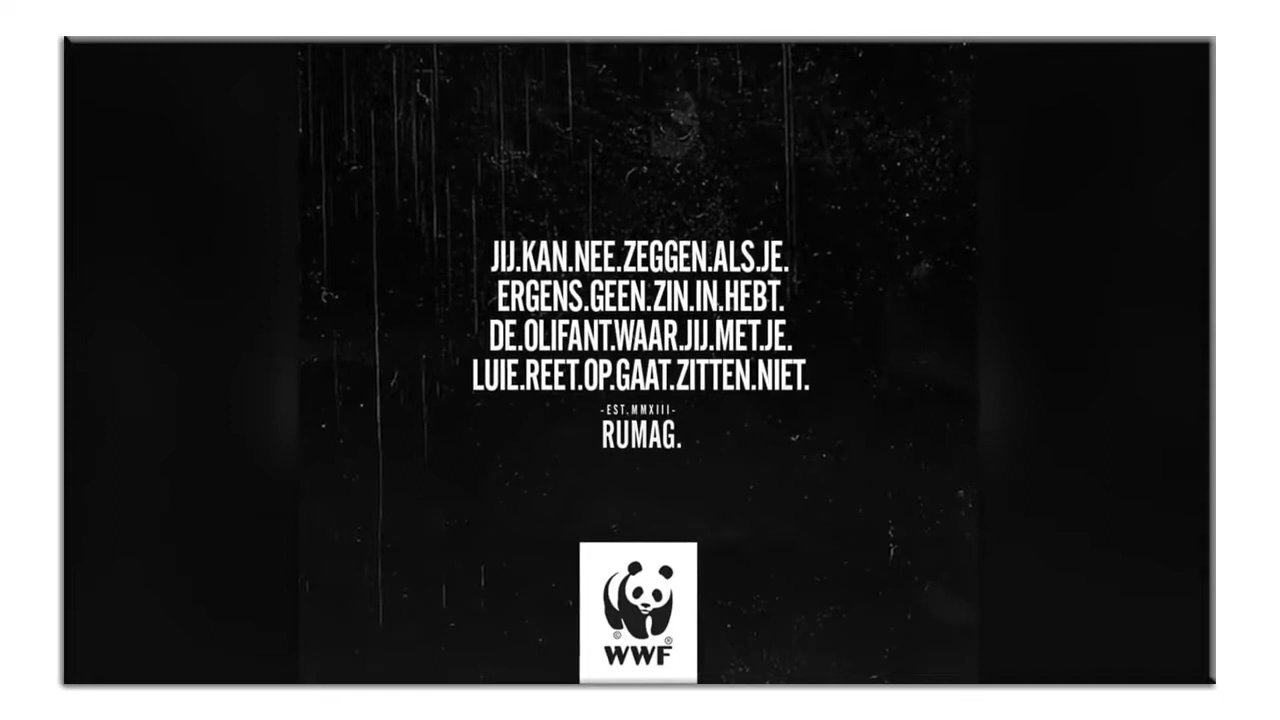 JIJ.KAN.NEE.ZEGGEN.ALS.JE.
ERGENS.GEEN.ZIN.IN.HEBT.
DE.OLIFANT.WAAR.JIJ.MET.JE.
LUIE.REET.OP.GAAT.ZITTEN.NIET.
-EST.MMXIII-
RUMAG.
© ®
WWF